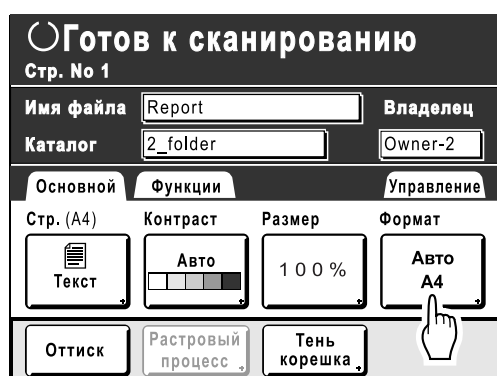 Готов к сканированию
Стр. No 1
Имя файла Report Владелец
Каталог 2_folder Owner-2
Основной Функции Управление
Стр. (A4) Контраст Размер Формат
Текст Авто 100% Авто A4
Оттиск Растровый процесс Тень корешка